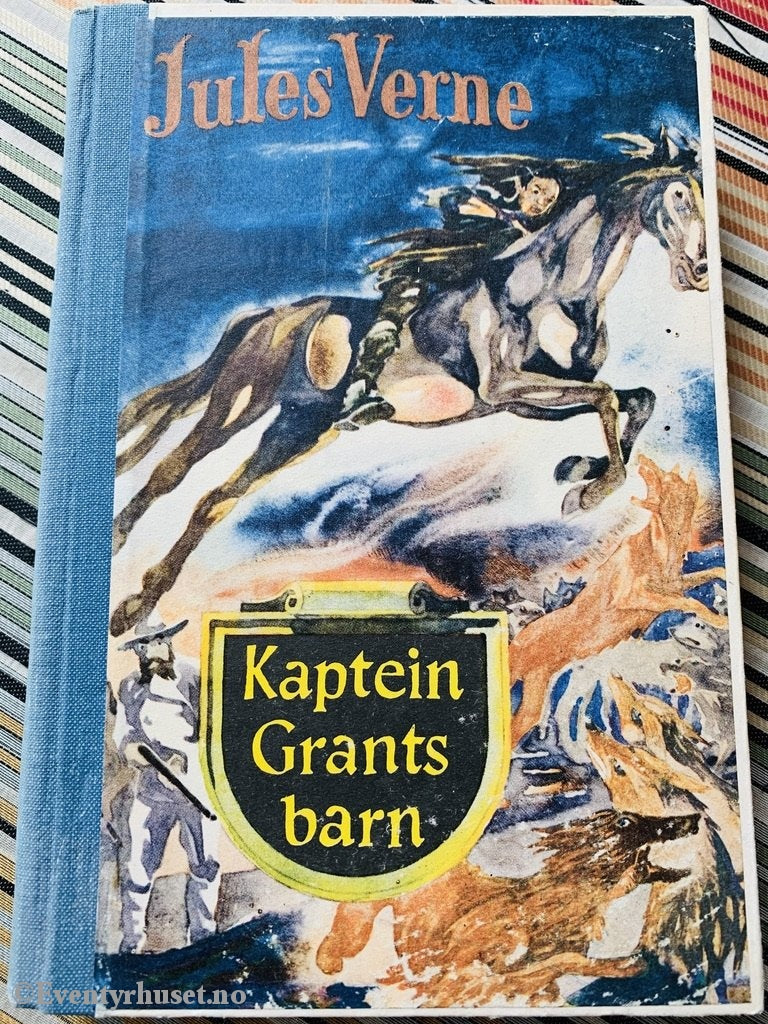 Jules Verne
Kaptein
Grants
barn
©Eventyrhuset.no